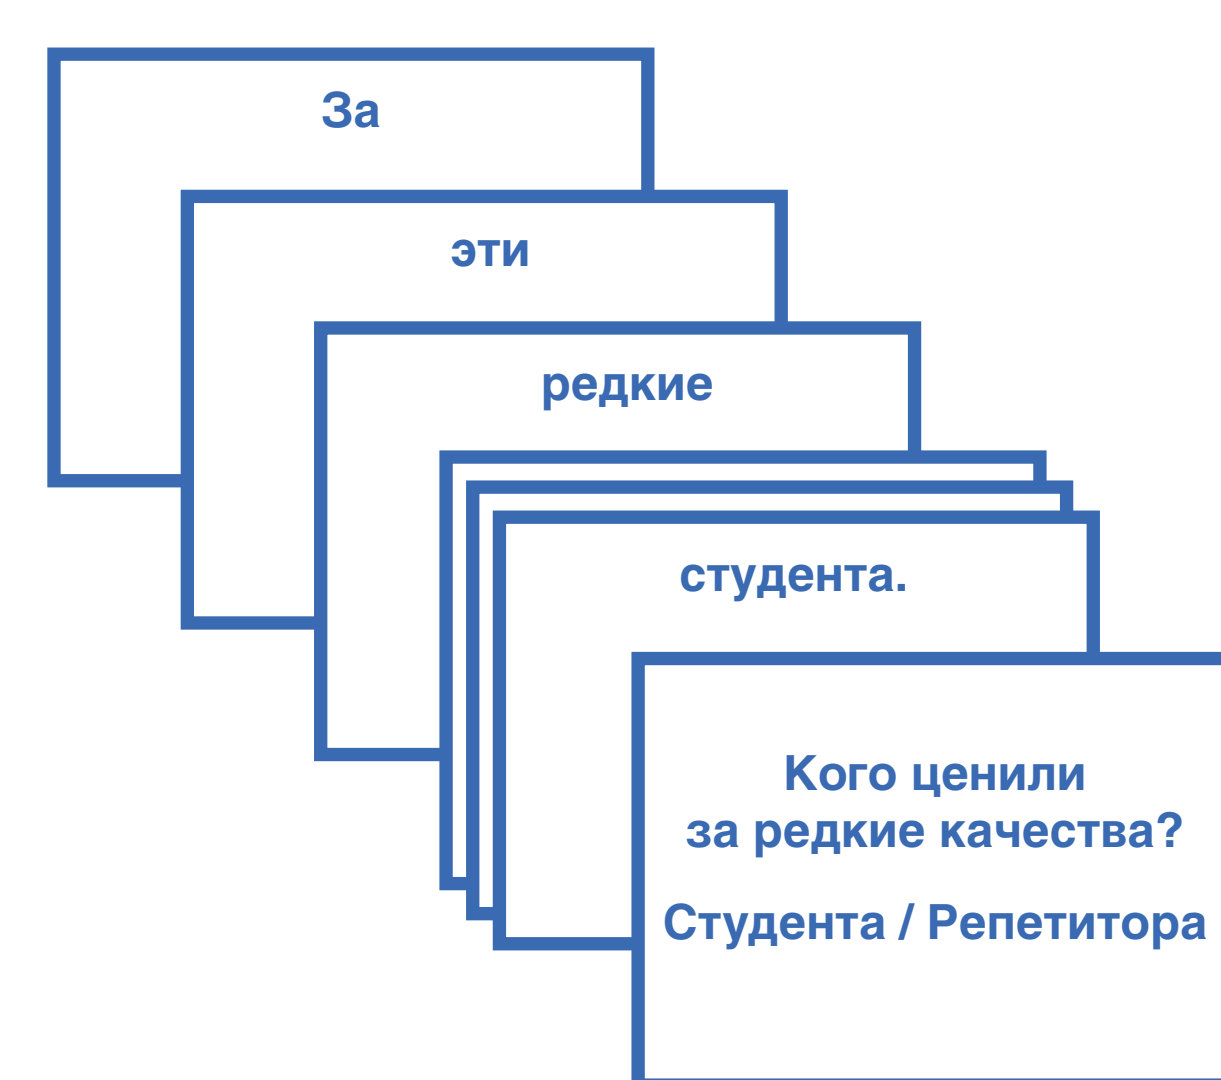 За
эти
редкие
студента.
Кого ценили
за редкие качества?
Студента / Репетитора